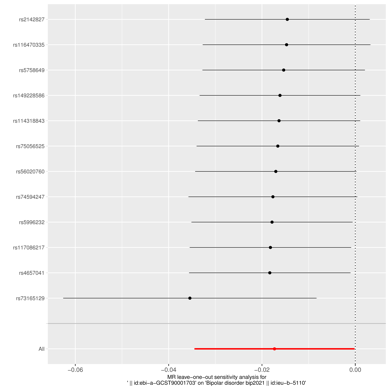 rs2142827
rs116470335
rs5758649
rs149228586
rs114318843
rs75056525
rs56020760
rs74594247
rs5996232
rs117086217
rs4657041
rs73165129
All
−0.06
−0.04
−0.02
0.00
MR leave−one−out sensitivity analysis for
' || id:ebi−a−GCST90001703' on 'Bipolar disorder bip2021 || id:ieu−b−5110'